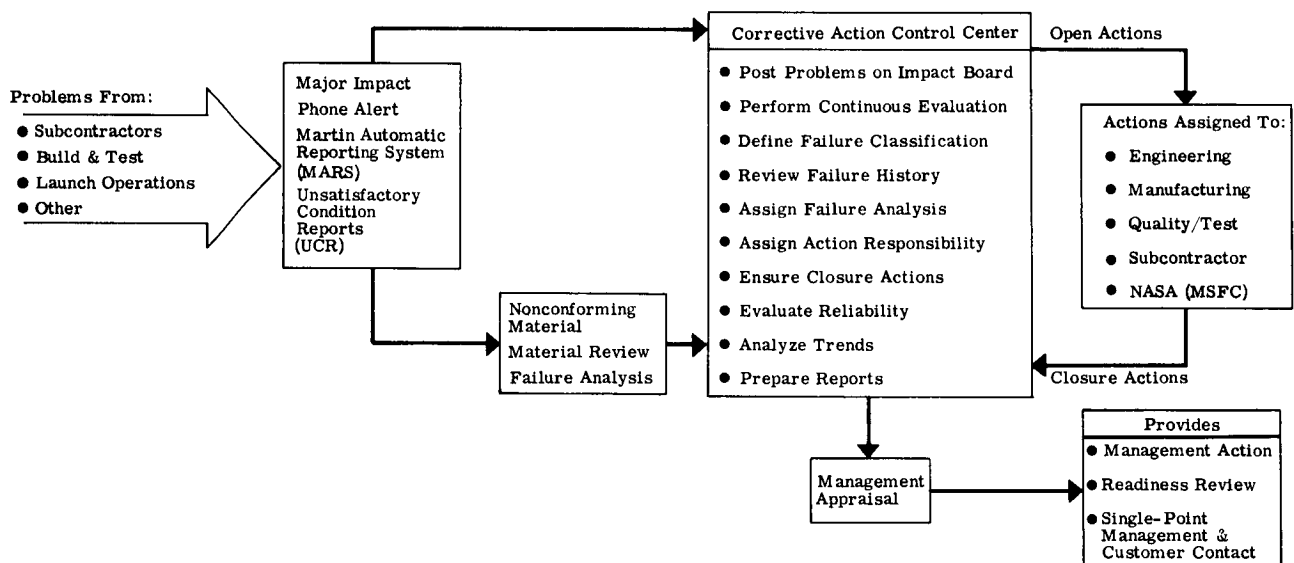 Problems From:
● Subcontractors
● Build & Test
● Launch Operations
● Other
Major Impact
Phone Alert
Martin Automatic
Reporting System
(MARS)
Unsatisfactory
Condition
Reports
(UCR)
Nonconforming
Material
Material Review
Failure Analysis
Corrective Action Control Center
● Post Problems on Impact Board
● Perform Continuous Evaluation
● Define Failure Classification
● Review Failure History
● Assign Failure Analysis
● Assign Action Responsibility
● Ensure Closure Actions
● Evaluate Reliability
● Analyze Trends
● Prepare Reports
Open Actions
Actions Assigned To:
● Engineering
● Manufacturing
● Quality/Test
● Subcontractor
● NASA (MSFC)
Closure Actions
Management
Appraisal
Provides
● Management Action
● Readiness Review
● Single-Point
Management &
Customer Contact